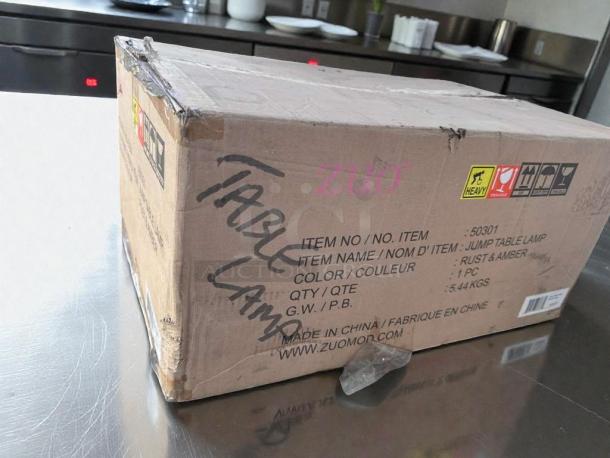 ZUO
HEAVY
TABLE
LAMP
ITEM NO / NO. ITEM : 50301
ITEM NAME / NOM D' ITEM : JUMP TABLE LAMP
COLOR / COULEUR : RUST & AMBER
QTY / QTE : 1 PC
G.W. / P.B. : 5.44 KGS
MADE IN CHINA / FABRIQUE EN CHINE
WWW.ZUOMOD.COM